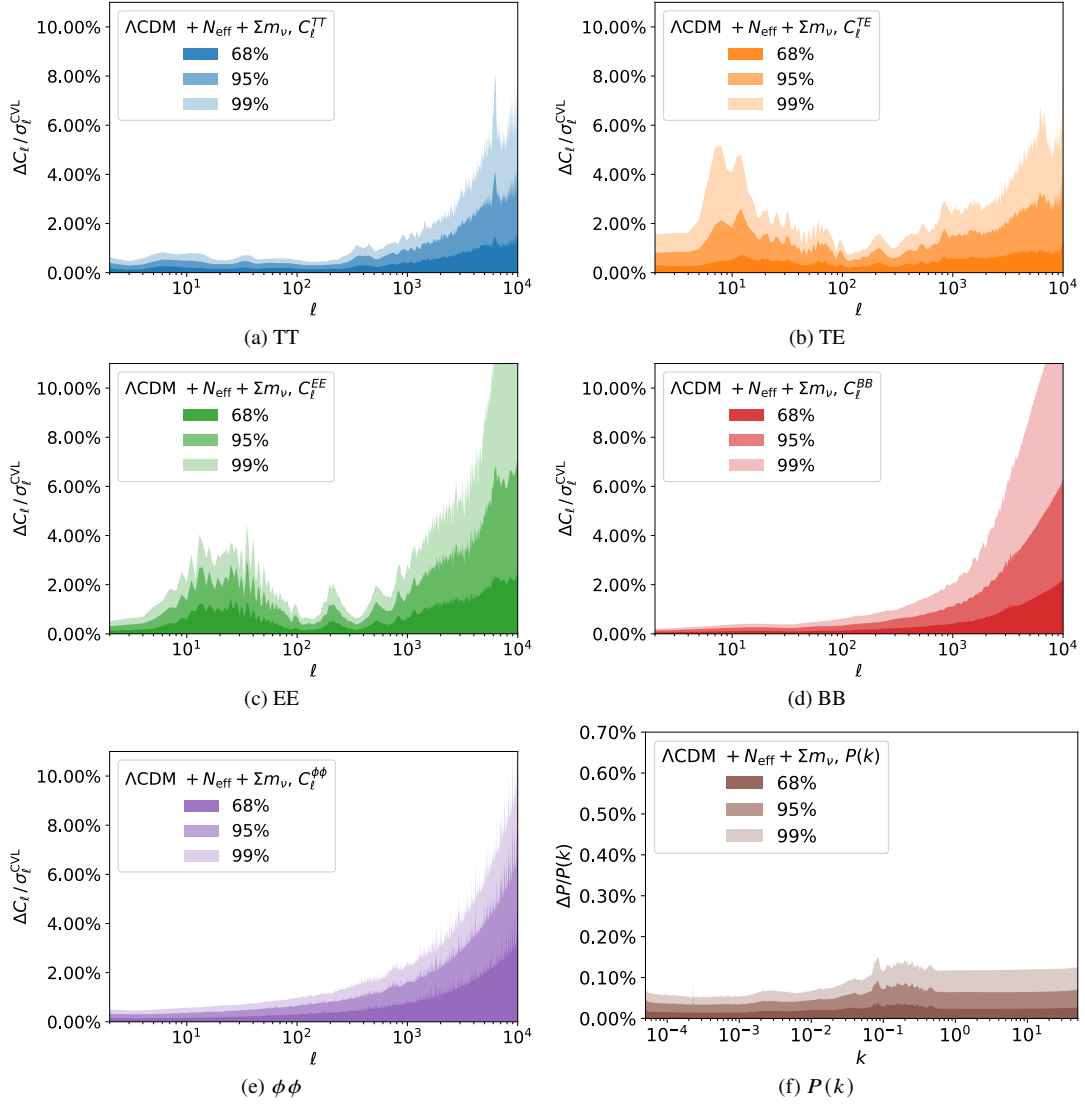 ΛCDM + N_eff + Σm_ν, C_ℓ^TT
68%
95%
99%
10.00%
8.00%
6.00%
4.00%
2.00%
0.00%
ΔC_ℓ / σ_ℓ^CVL
10^1 10^2 10^3 10^4
ℓ
(a) TT
ΛCDM + N_eff + Σm_ν, C_ℓ^TE
68%
95%
99%
10.00%
8.00%
6.00%
4.00%
2.00%
0.00%
ΔC_ℓ / σ_ℓ^CVL
10^1 10^2 10^3 10^4
ℓ
(b) TE
ΛCDM + N_eff + Σm_ν, C_ℓ^EE
68%
95%
99%
10.00%
8.00%
6.00%
4.00%
2.00%
0.00%
ΔC_ℓ / σ_ℓ^CVL
10^1 10^2 10^3 10^4
ℓ
(c) EE
ΛCDM + N_eff + Σm_ν, C_ℓ^BB
68%
95%
99%
10.00%
8.00%
6.00%
4.00%
2.00%
0.00%
ΔC_ℓ / σ_ℓ^CVL
10^1 10^2 10^3 10^4
ℓ
(d) BB
ΛCDM + N_eff + Σm_ν, C_ℓ^ϕϕ
68%
95%
99%
10.00%
8.00%
6.00%
4.00%
2.00%
0.00%
ΔC_ℓ / σ_ℓ^CVL
10^1 10^2 10^3 10^4
ℓ
(e) ϕϕ
ΛCDM + N_eff + Σm_ν, P(k)
68%
95%
99%
0.70%
0.60%
0.50%
0.40%
0.30%
0.20%
0.10%
0.00%
ΔP/P(k)
10^−4 10^−3 10^−2 10^−1 10^0 10^1
k
(f) P(k)